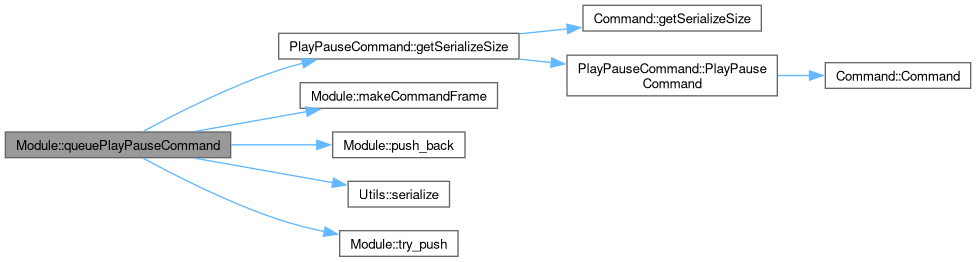 Module::queuePlayPauseCommand
PlayPauseCommand::getSerializeSize
Command::getSerializeSize
PlayPauseCommand::PlayPause
Command
Command::Command
Module::makeCommandFrame
Module::push_back
Utils::serialize
Module::try_push